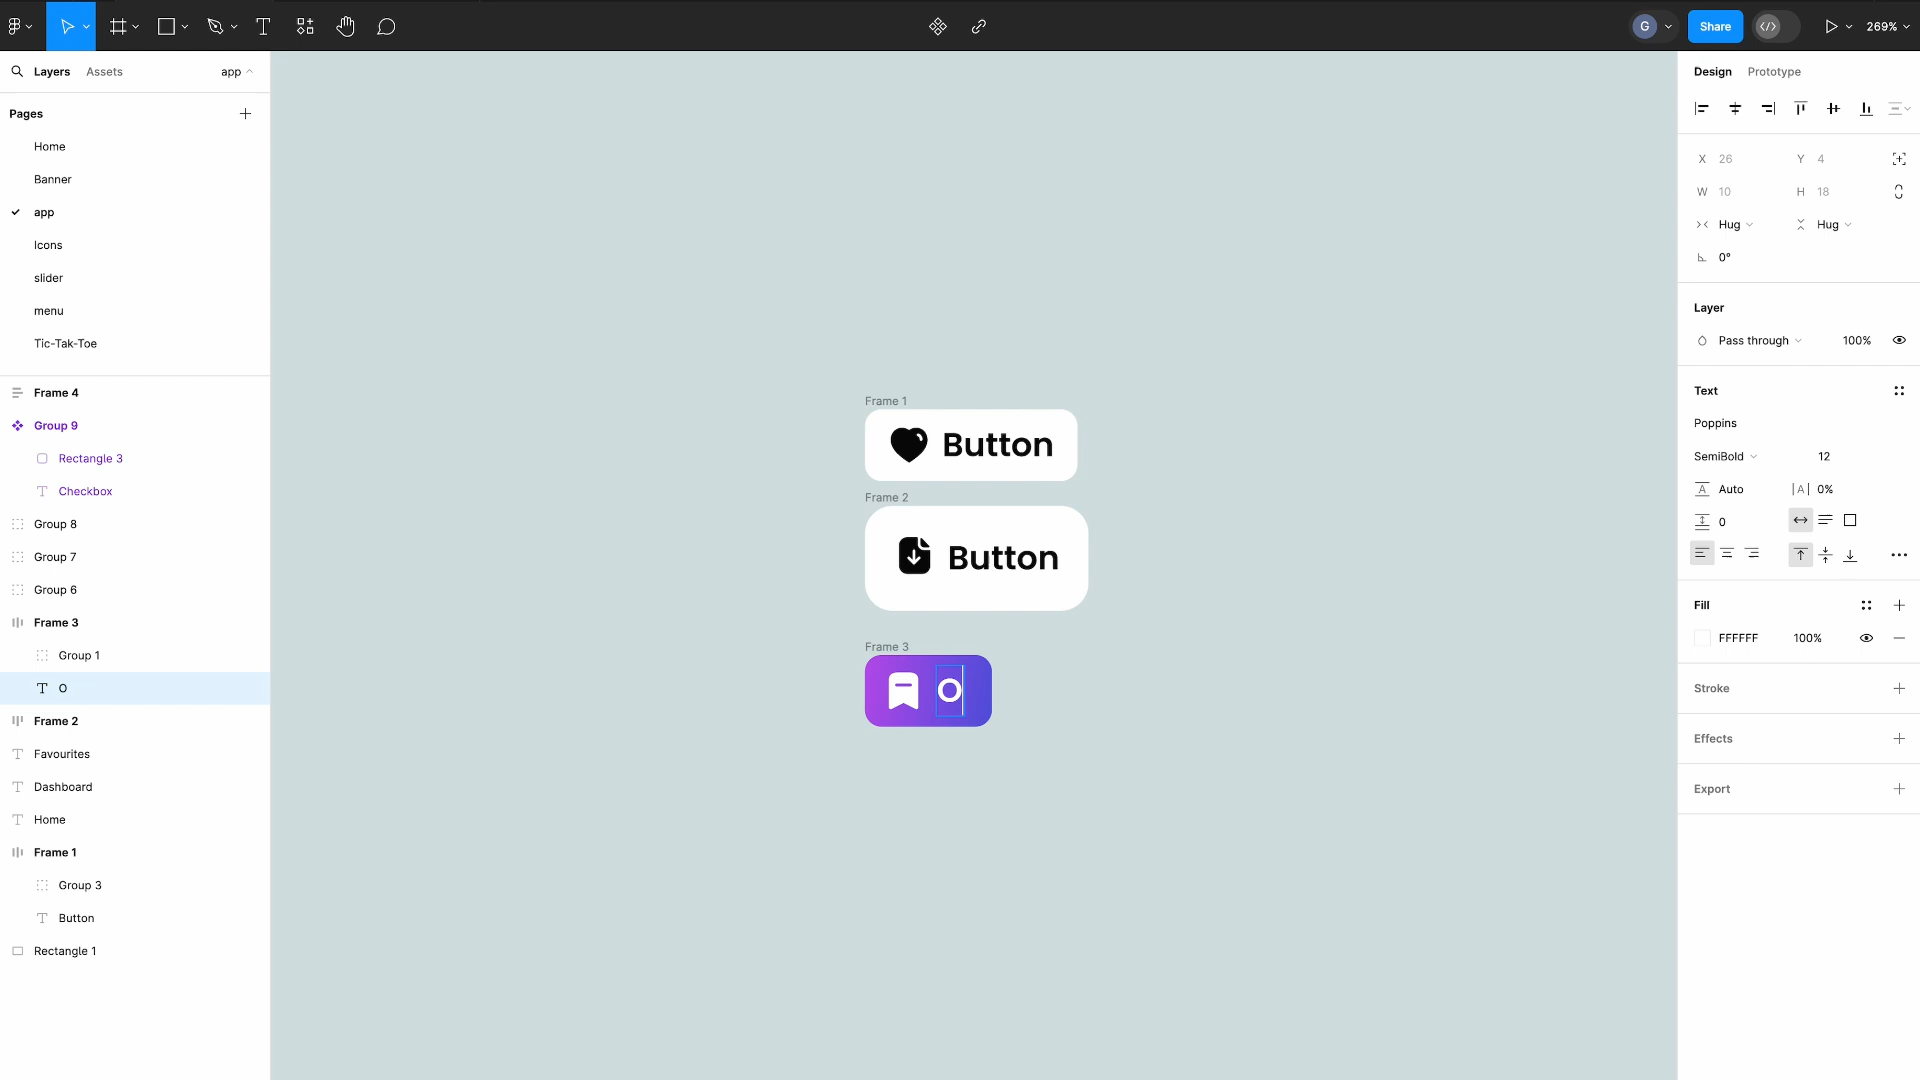 G
Share
269%
Layers
Assets
app
Pages
Home
Banner
app
Icons
slider
menu
Tic-Tak-Toe
Frame 4
Group 9
Rectangle 3
Checkbox
Group 8
Group 7
Group 6
Frame 3
Group 1
O
Frame 2
Favourites
Dashboard
Home
Frame 1
Group 3
Button
Rectangle 1
Frame 1
Button
Frame 2
Button
Frame 3
O
Design
Prototype
X 26
Y 4
W 10
H 18
Hug
Hug
0°
Layer
Pass through
100%
Text
Poppins
SemiBold
12
A Auto
|A| 0%
0
Fill
FFFFFF
100%
Stroke
Effects
Export